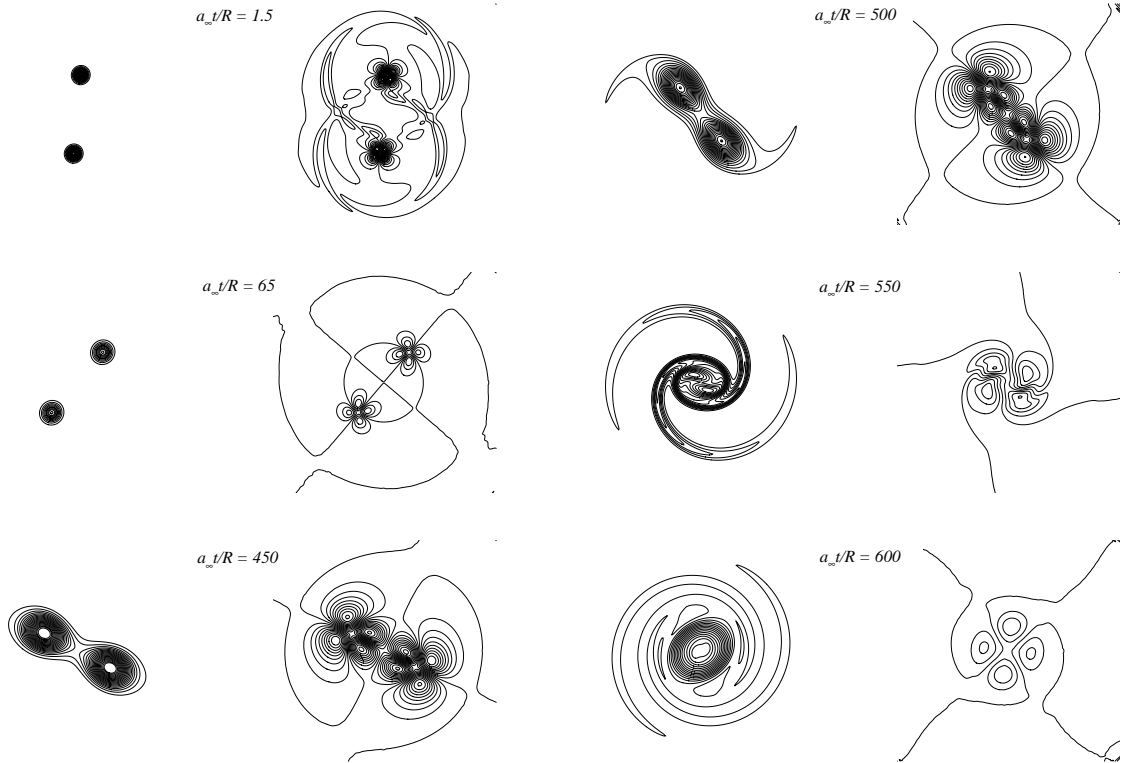 a∞t/R = 1.5
a∞t/R = 500
a∞t/R = 65
a∞t/R = 550
a∞t/R = 450
a∞t/R = 600